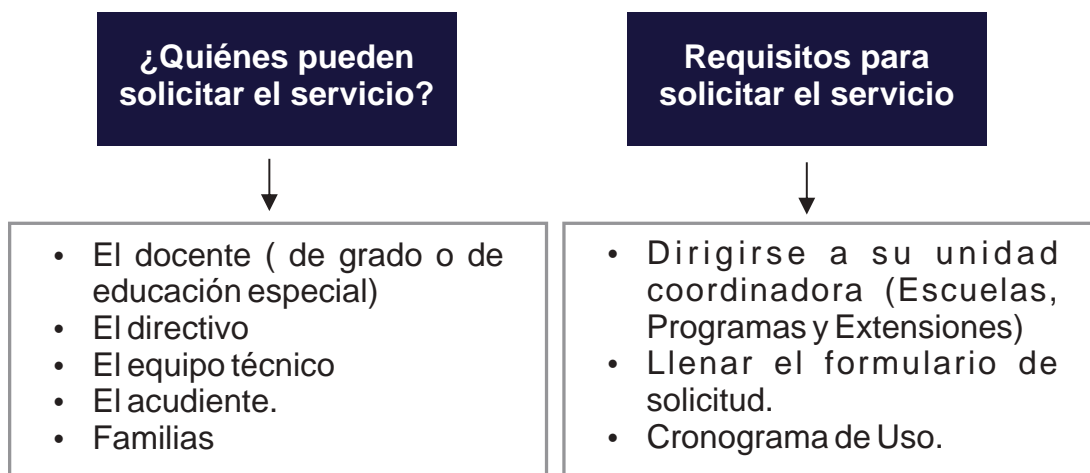 ¿Quiénes pueden
solicitar el servicio?
• El docente ( de grado o de
educación especial)
• El directivo
• El equipo técnico
• El acudiente.
• Familias
Requisitos para
solicitar el servicio
• Dirigirse a su unidad
coordinadora (Escuelas,
Programas y Extensiones)
• Llenar el formulario de
solicitud.
• Cronograma de Uso.